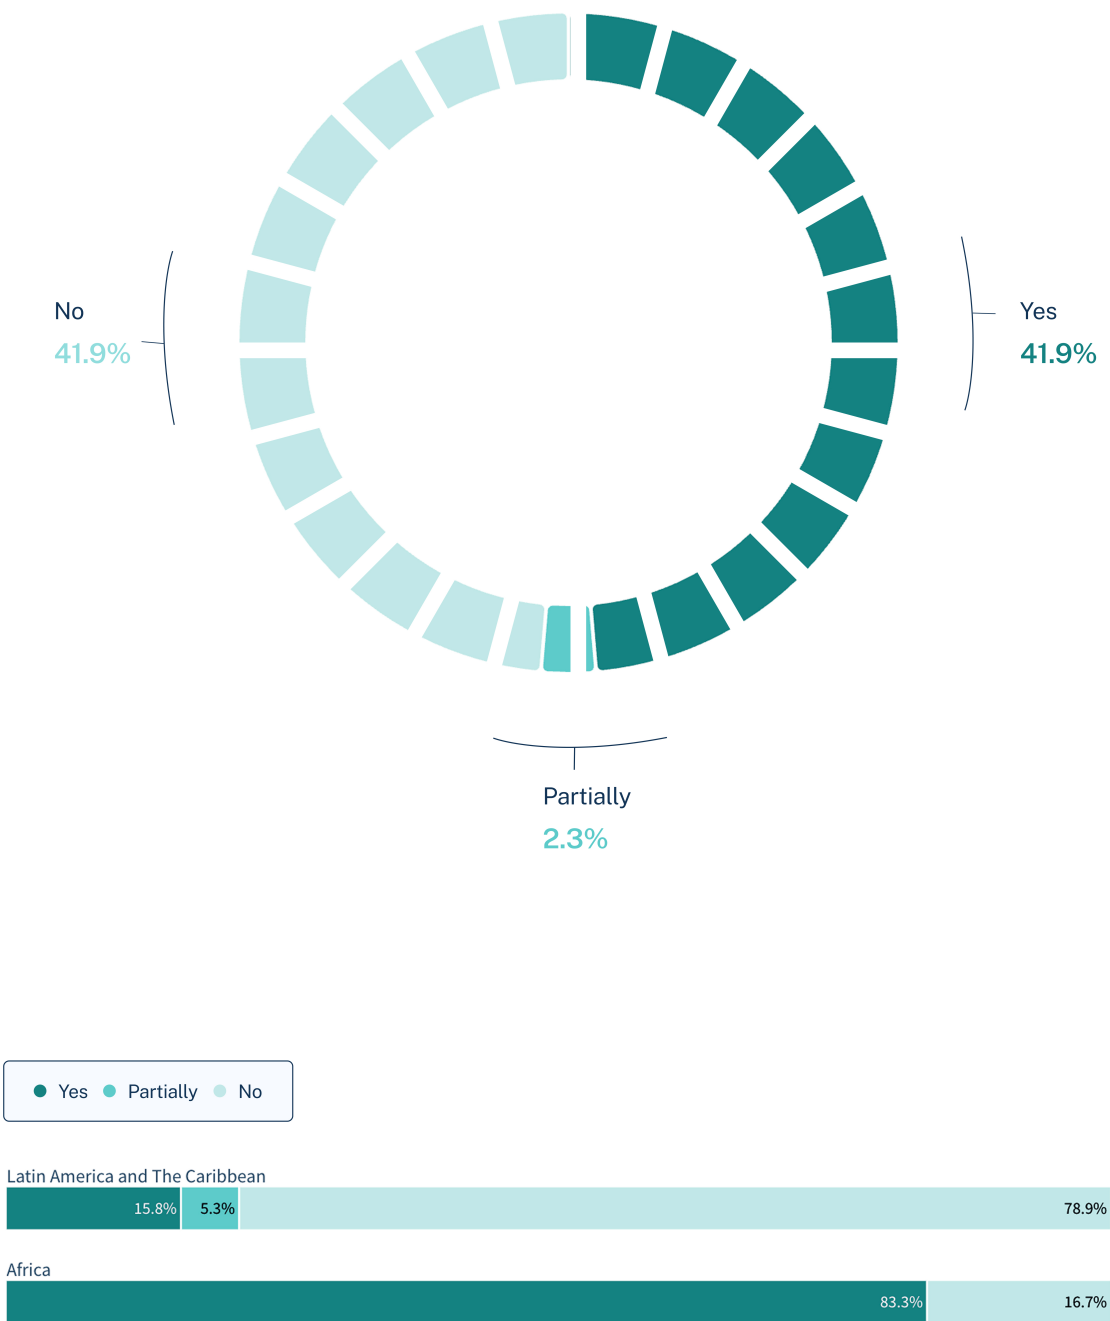 No
41.9%
Yes
41.9%
Partially
2.3%
Yes Partially No
Latin America and The Caribbean
15.8% 5.3% 78.9%
Africa
83.3% 16.7%